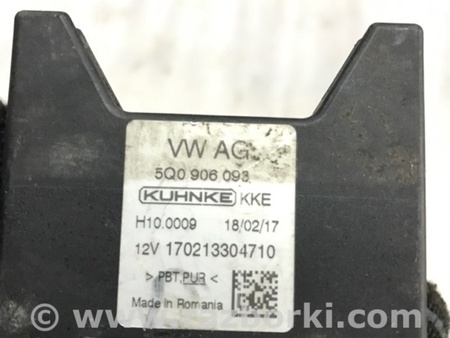 VW AG
5Q0 906 093
KUHNKE KKE
H10.0009 18/02/17
12V 170213304710
> PBT,PUR <
Made in Romania